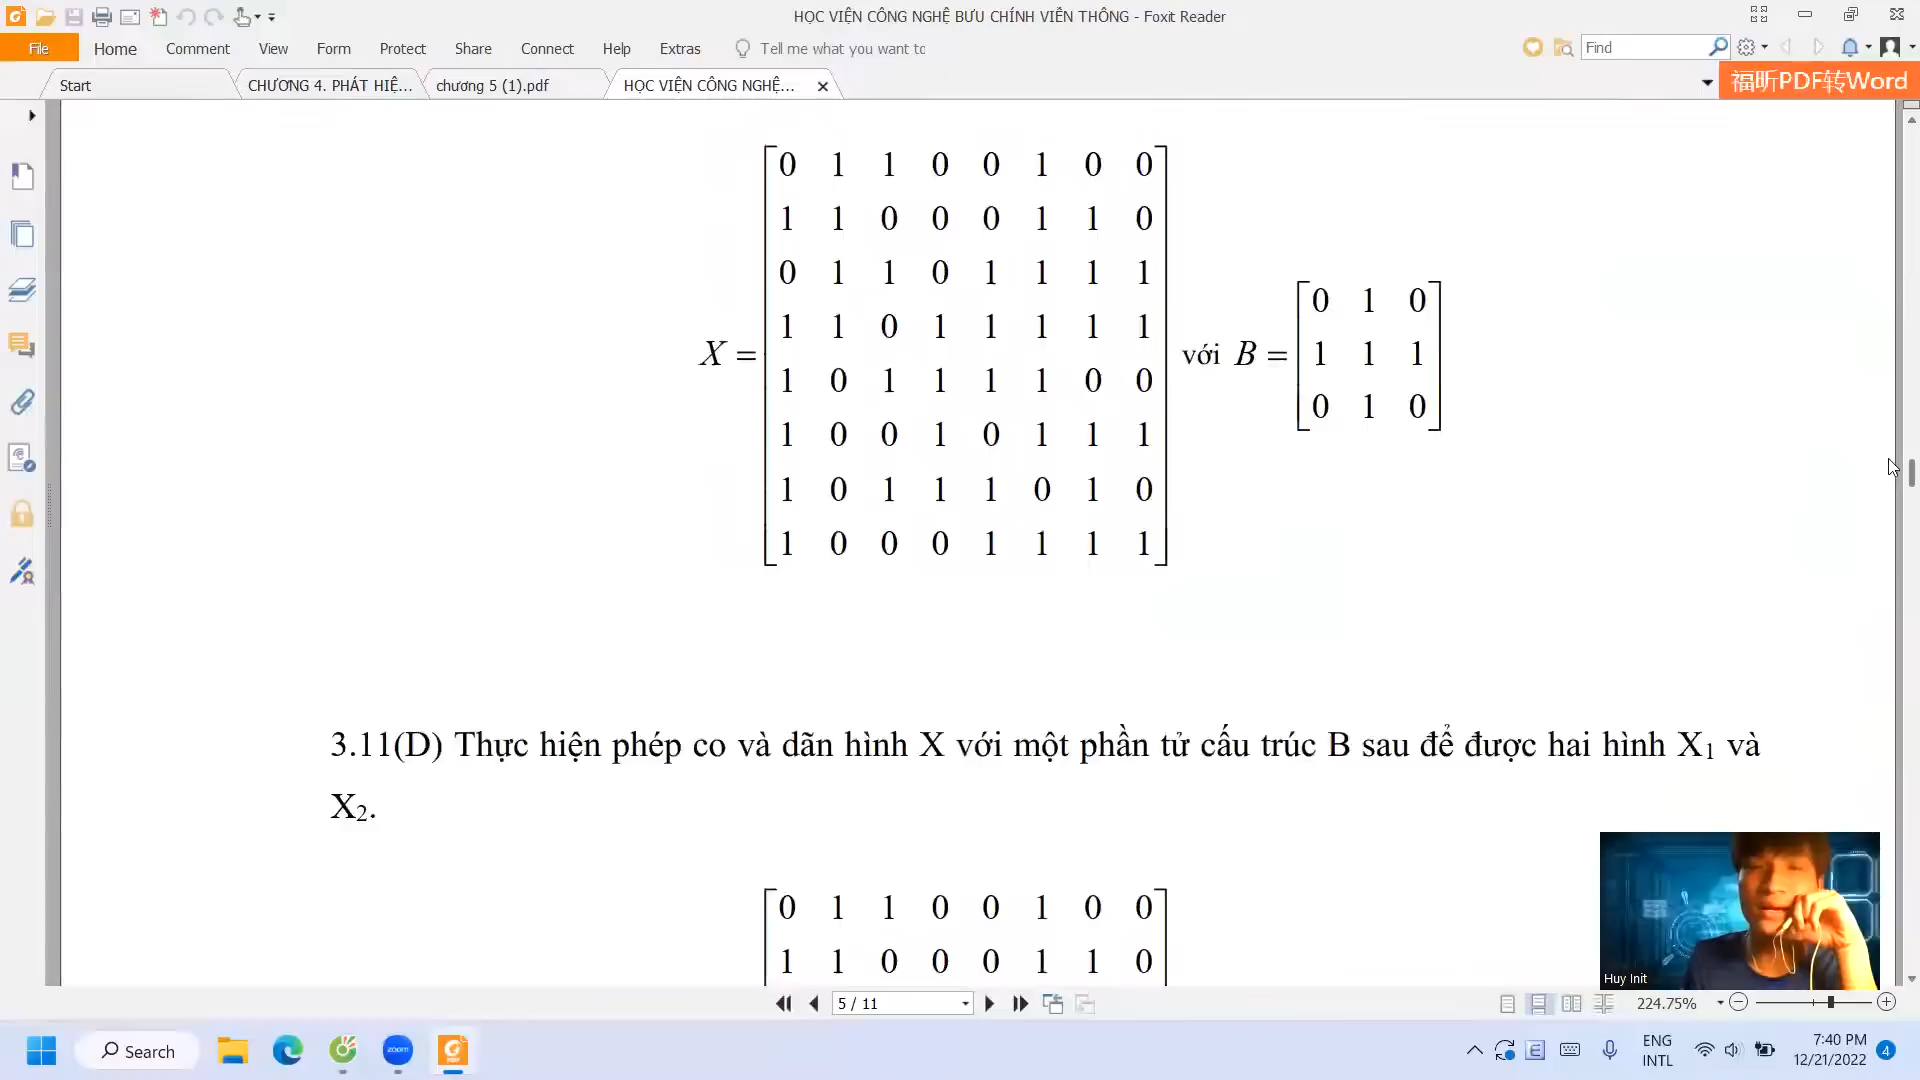 HỌC VIỆN CÔNG NGHỆ BƯU CHÍNH VIỄN THÔNG - Foxit Reader
File Home Comment View Form Protect Share Connect Help Extras Tell me what you want to Find
Start CHƯƠNG 4. PHÁT HIỆ... chương 5 (1).pdf HỌC VIỆN CÔNG NGHỆ... 福昕PDF转Word
0 1 1 0 0 1 0 0
1 1 0 0 0 1 1 0
0 1 1 0 1 1 1 1
1 1 0 1 1 1 1 1
X =
1 0 1 1 1 1 0 0
1 0 0 1 0 1 1 1
1 0 1 1 1 0 1 0
1 0 0 0 1 1 1 1
với B =
0 1 0
1 1 1
0 1 0
3.11(D) Thực hiện phép co và dãn hình X với một phần tử cấu trúc B sau để được hai hình X₁ và
X₂.
0 1 1 0 0 1 0 0
1 1 0 0 0 1 1 0
Huy Init
5 / 11 224.75%
Search zoom ENG INTL 7:40 PM 12/21/2022 4